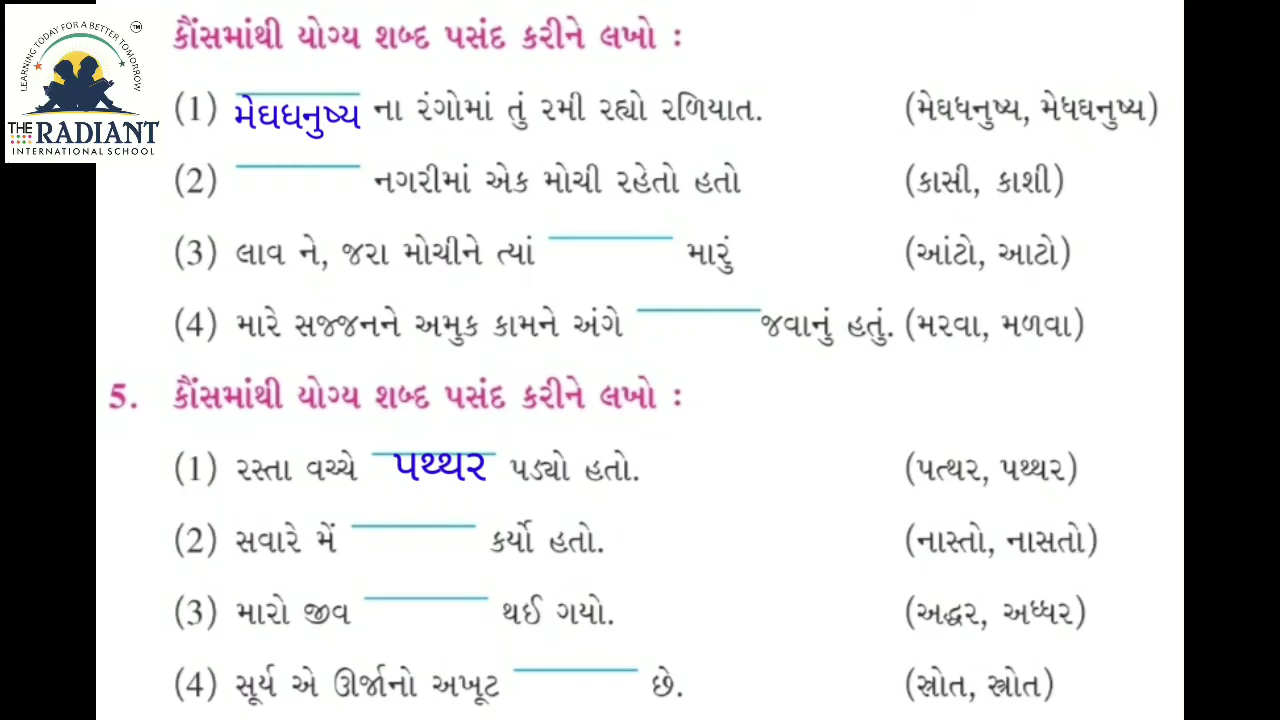 LEARNING TODAY FOR A BETTER TOMORROW
TM
THE RADIANT
INTERNATIONAL SCHOOL
કૌંસમાંથી યોગ્ય શબ્દ પસંદ કરીને લખો :
(1) મેઘધનુષ્ય ના રંગોમાં તું રમી રહ્યો રળિયાત. (મેઘધનુષ્ય, મેધઘનુષ્ય)
(2) નગરીમાં એક મોચી રહેતો હતો (કાસી, કાશી)
(3) લાવ ને, જરા મોચીને ત્યાં મારું (આંટો, આટો)
(4) મારે સજ્જનને અમુક કામને અંગે જવાનું હતું. (મરવા, મળવા)
5. કૌંસમાંથી યોગ્ય શબ્દ પસંદ કરીને લખો :
(1) રસ્તા વચ્ચે પથ્થર પડ્યો હતો. (પત્થર, પથ્થર)
(2) સવારે મેં કર્યો હતો. (નાસ્તો, નાસતો)
(3) મારો જીવ થઈ ગયો. (અદ્ધર, અધ્ધર)
(4) સૂર્ય એ ઊર્જાનો અખૂટ છે. (સ્રોત, સ્ત્રોત)